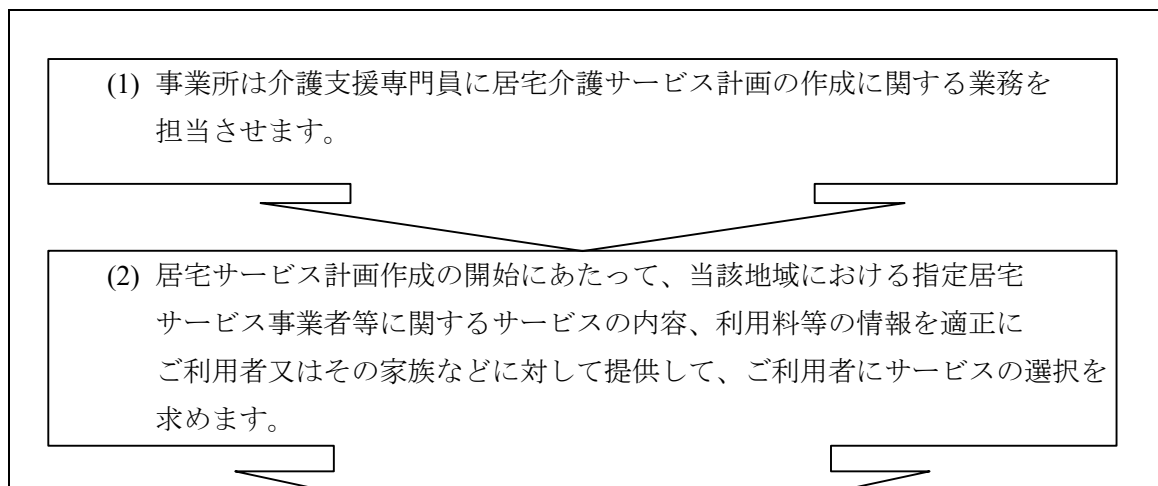 (1) 事業所は介護支援専門員に居宅介護サービス計画の作成に関する業務を
担当させます。
(2) 居宅サービス計画作成の開始にあたって、当該地域における指定居宅
サービス事業者等に関するサービスの内容、利用料等の情報を適正に
ご利用者又はその家族などに対して提供して、ご利用者にサービスの選択を
求めます。